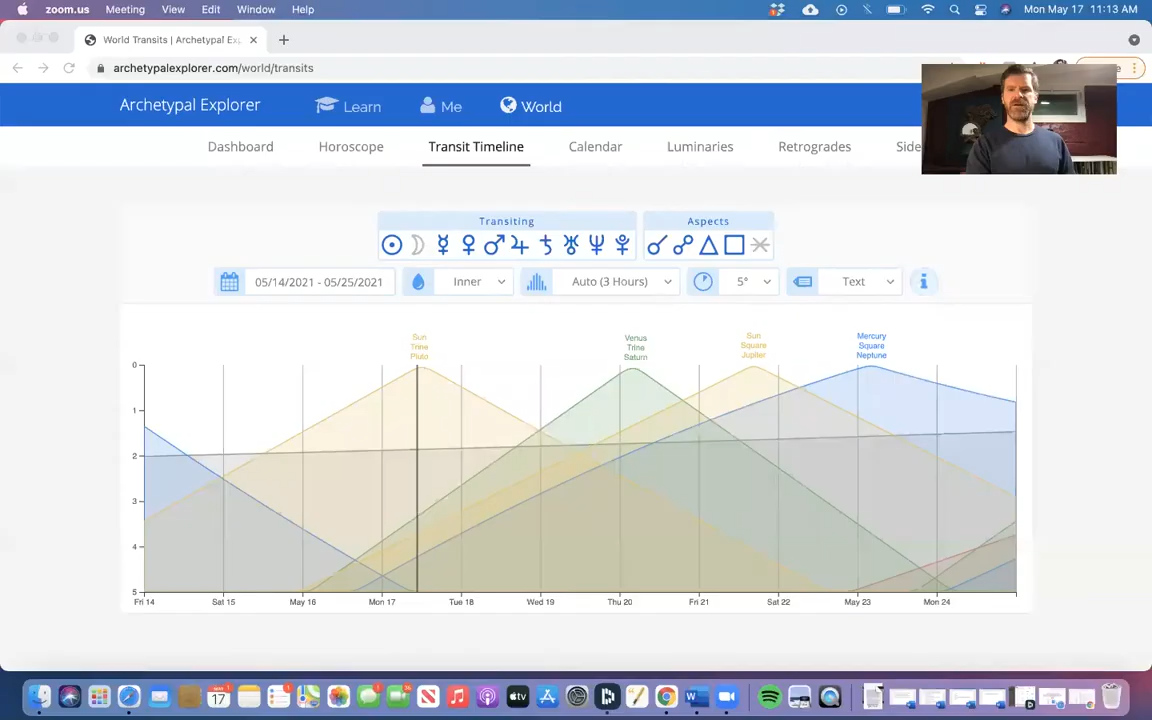 zoom.us Meeting View Edit Window Help Mon May 17 11:13 AM
World Transits | Archetypal Ex
archetypalexplorer.com/world/transits
Archetypal Explorer Learn Me World
Dashboard Horoscope Transit Timeline Calendar Luminaries Retrogrades Side
Transiting Aspects
05/14/2021 - 05/25/2021 Inner Auto (3 Hours) 5° Text
Sun
Trine
Pluto
Venus
Trine
Saturn
Sun
Square
Jupiter
Mercury
Square
Neptune
0
1
2
3
4
5
Fri 14 Sat 15 May 16 Mon 17 Tue 18 Wed 19 Thu 20 Fri 21 Sat 22 May 23 Mon 24
17
tv